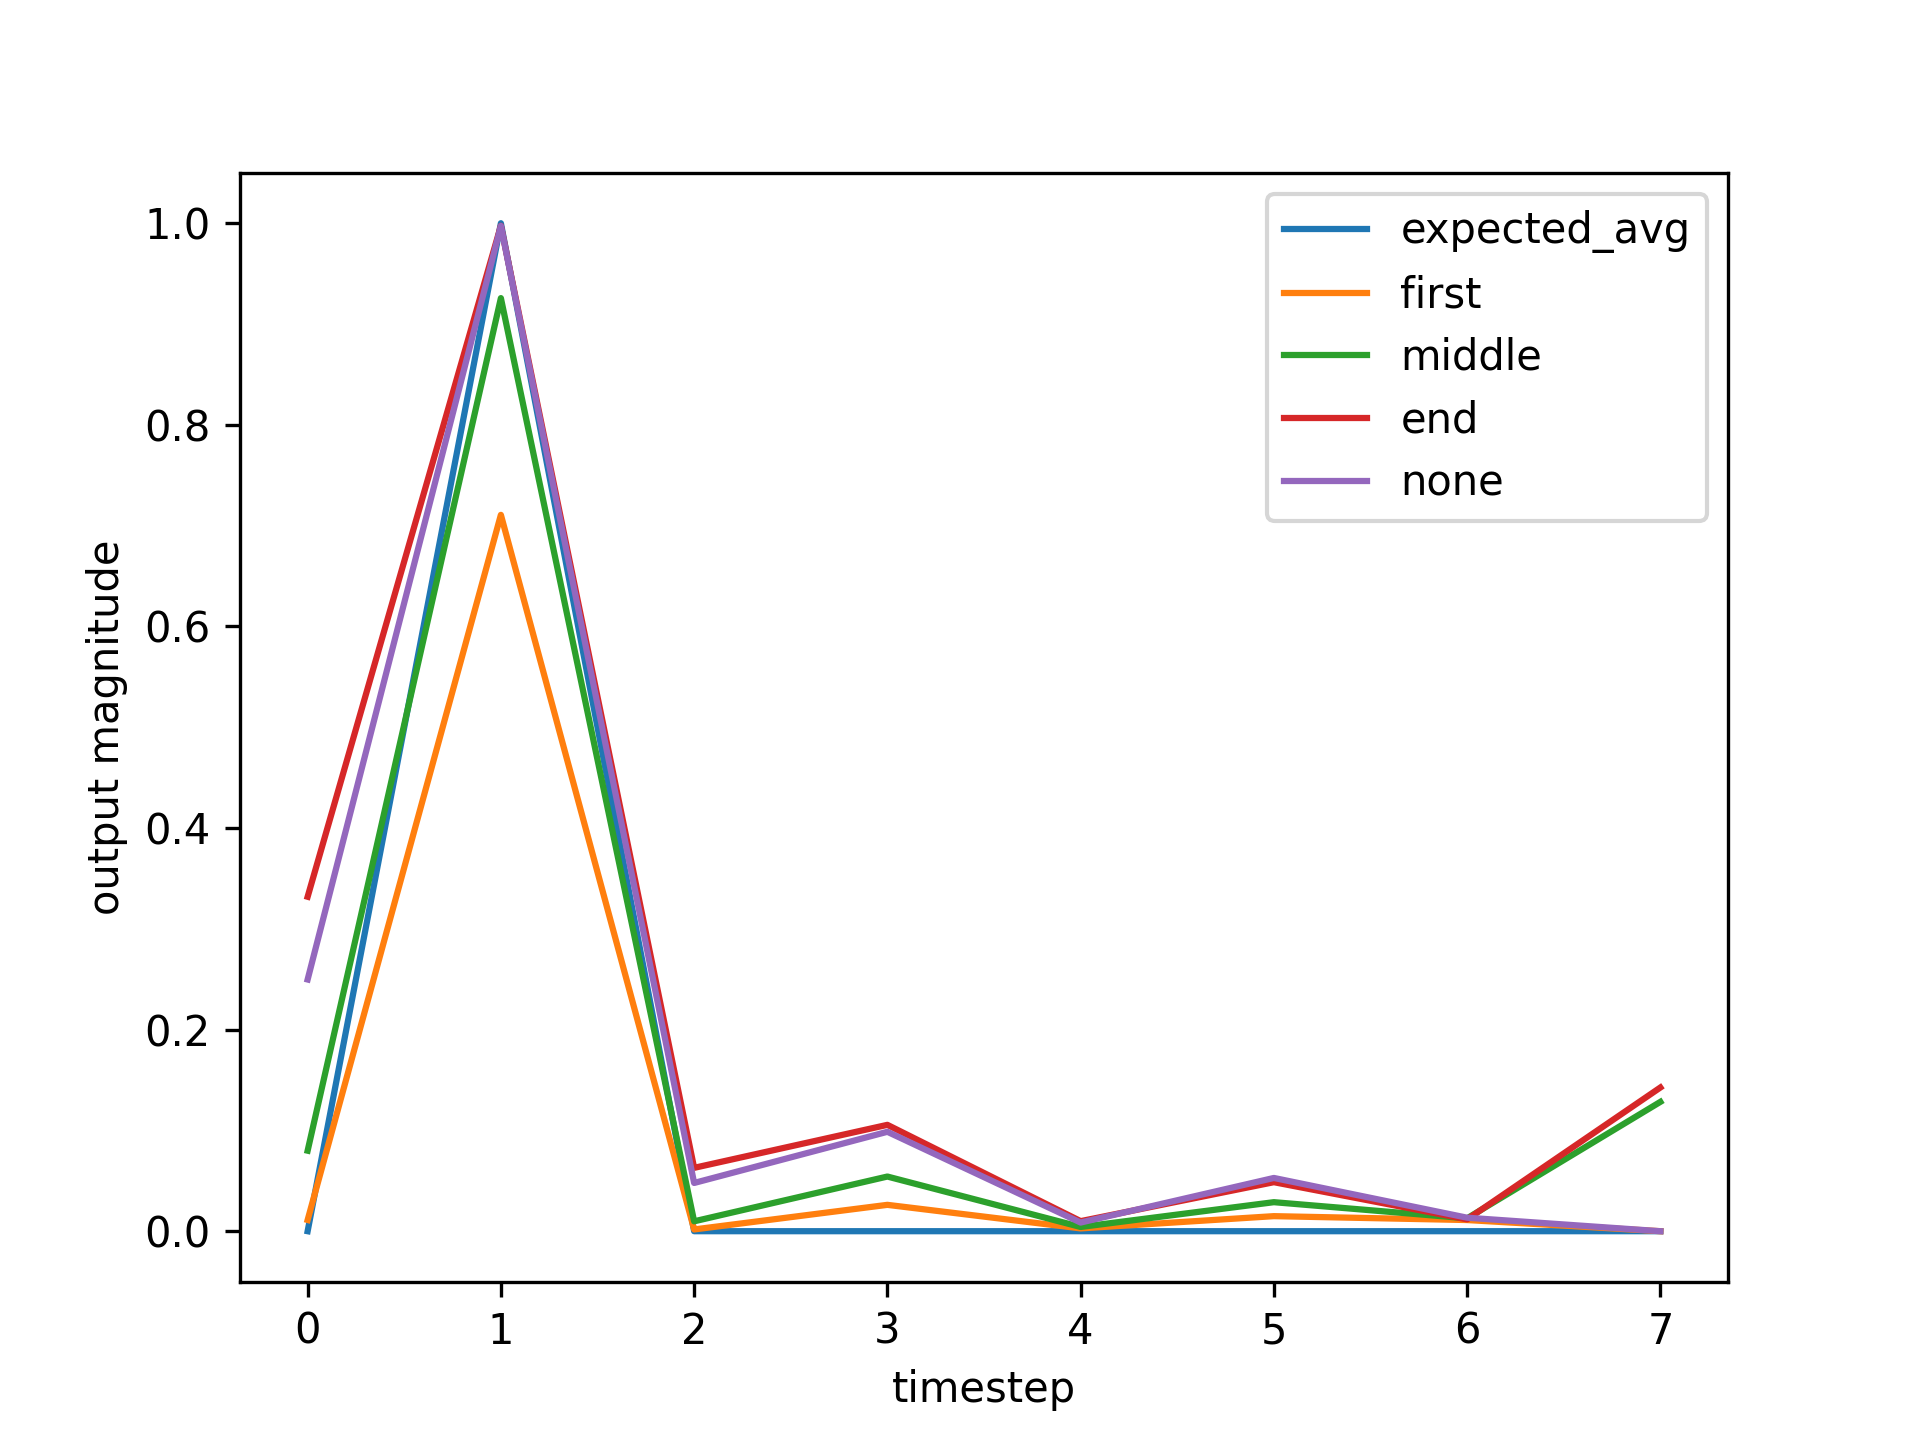 expected_avg
first
middle
end
none
1.0
0.8
0.6
0.4
0.2
0.0
output magnitude
0 1 2 3 4 5 6 7
timestep